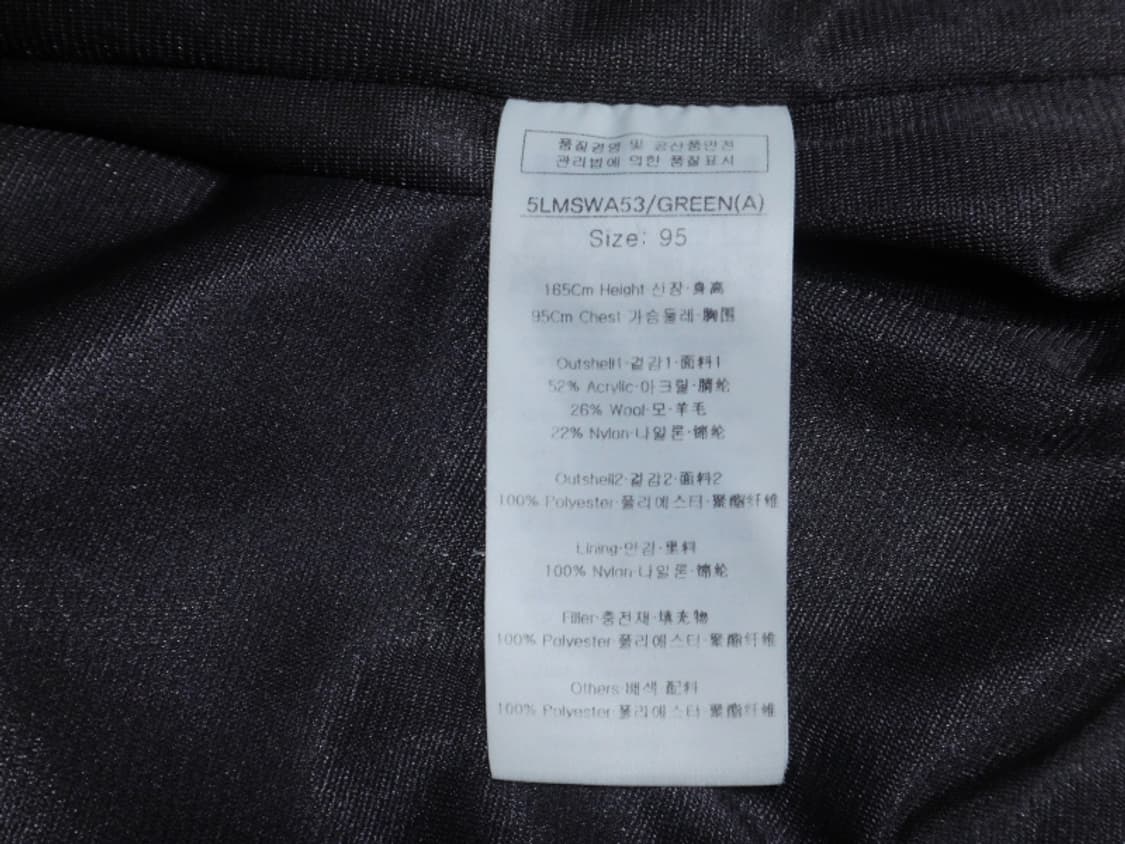 품질경영 및 공산품안전
관리법에 의한 품질표시
5LMSWA53/GREEN(A)
Size: 95
165Cm Height·신장·身高
95Cm Chest 가슴둘레·胸围
Outshell1·겉감1·面料1
52% Acrylic·아크릴·腈纶
26% Wool·모·羊毛
22% Nylon·나일론·锦纶
Outshell2·겉감2·面料2
100% Polyester·폴리에스터·聚酯纤维
Lining·안감·里料
100% Nylon·나일론·锦纶
Filler·충전재·填充物
100% Polyester·폴리에스터·聚酯纤维
Others·배색 配料
100% Polyester·폴리에스터·聚酯纤维